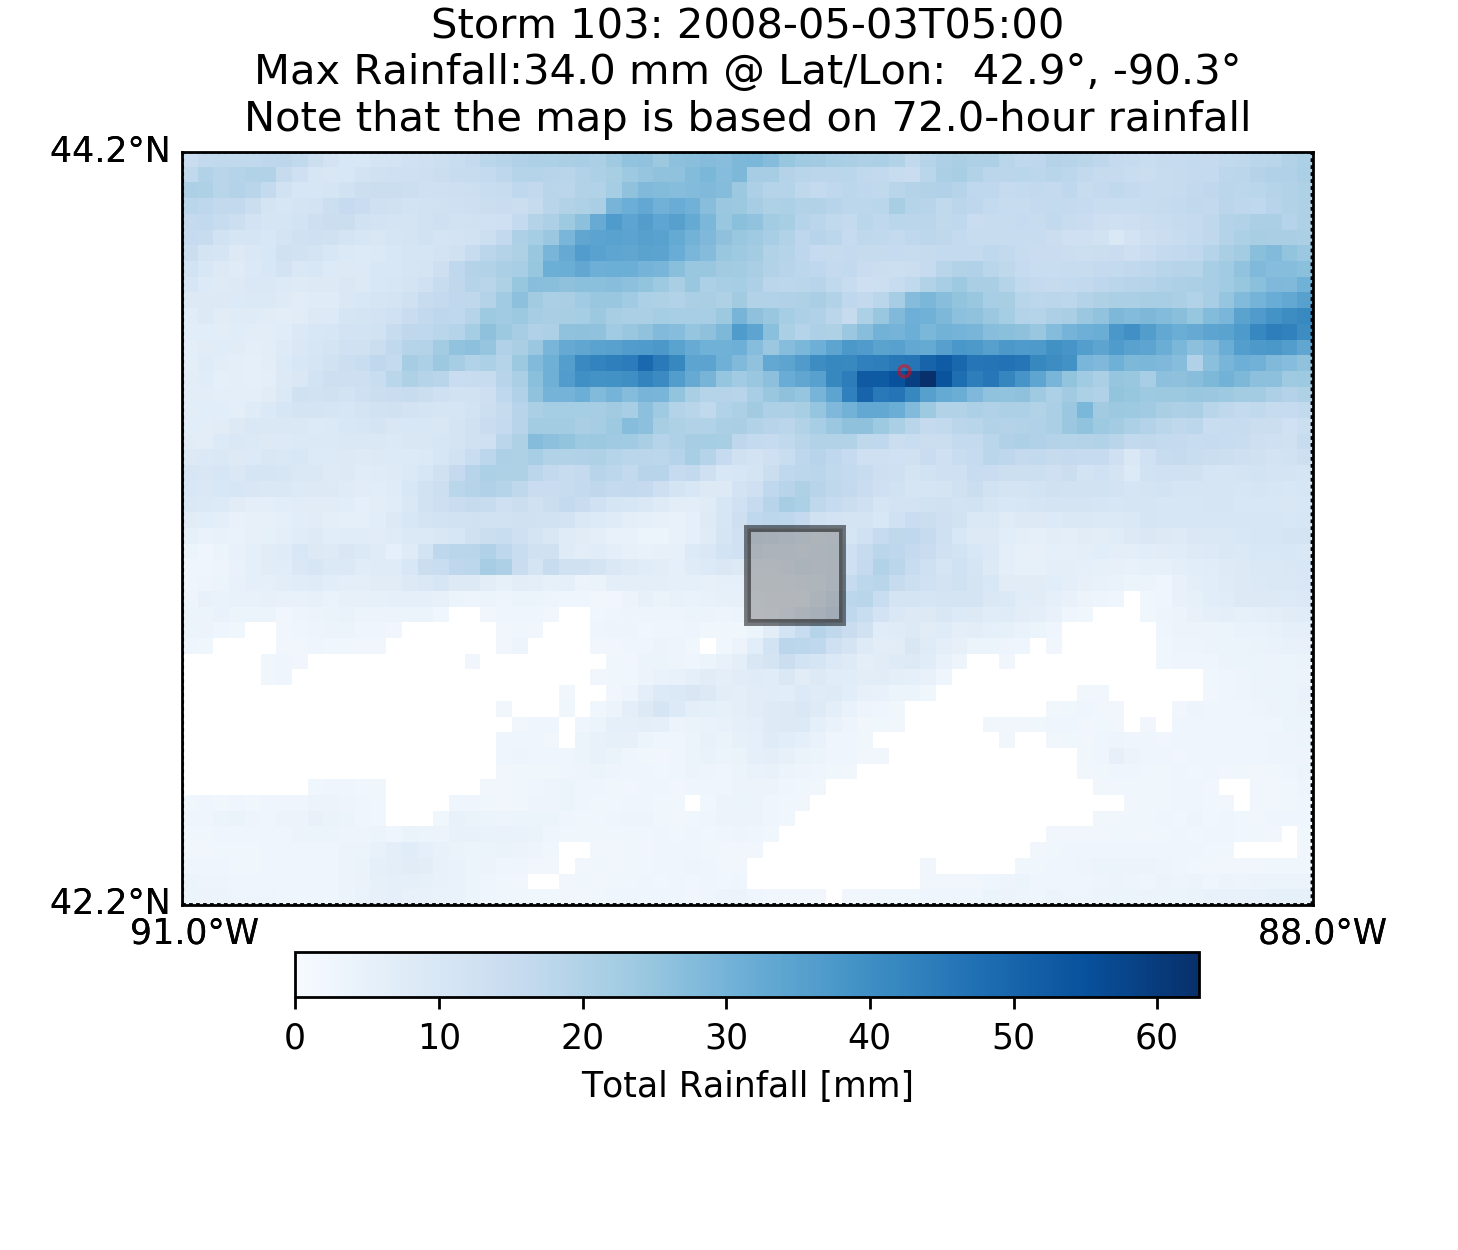 Storm 103: 2008-05-03T05:00
Max Rainfall:34.0 mm @ Lat/Lon:  42.9°, -90.3°
Note that the map is based on 72.0-hour rainfall
44.2°N
42.2°N
91.0°W 88.0°W
0 10 20 30 40 50 60
Total Rainfall [mm]